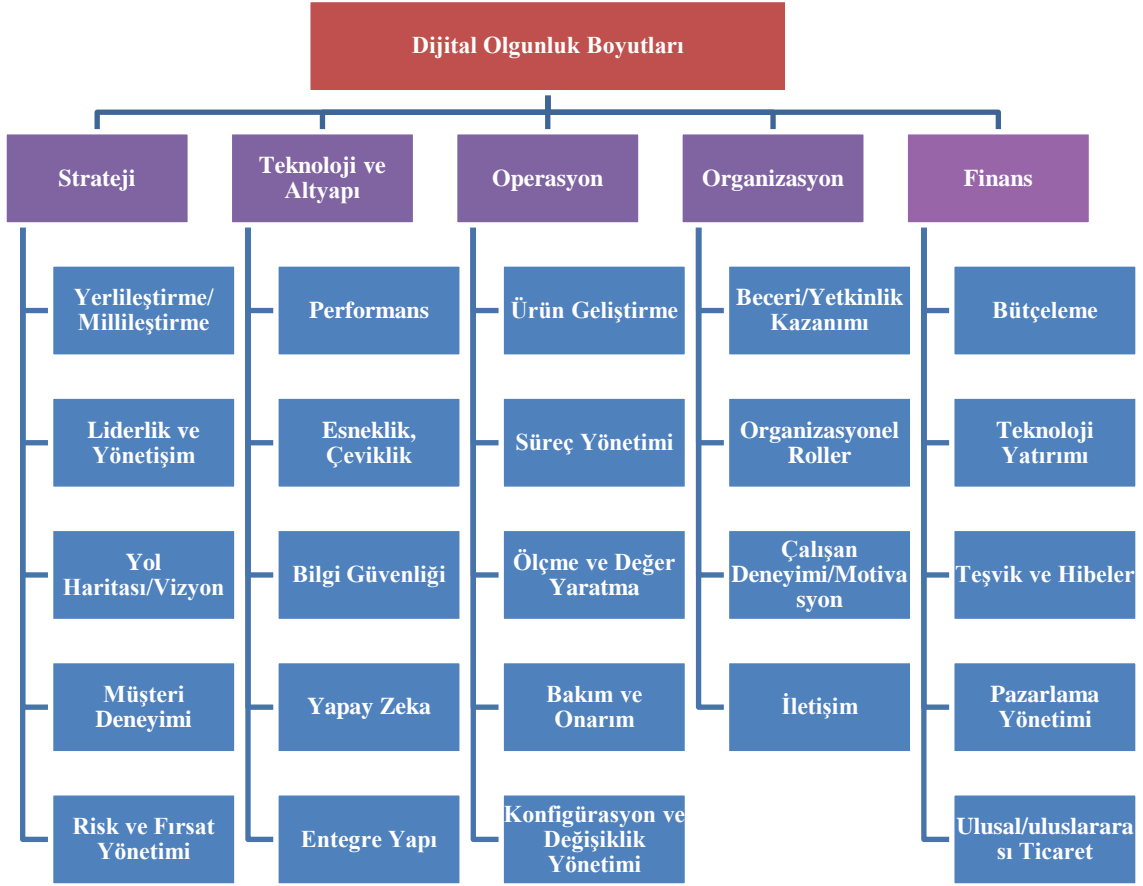 Dijital Olgunluk Boyutları
Strateji
Teknoloji ve
Altyapı
Operasyon
Organizasyon
Finans
Yerlileştirme/
Millileştirme
Liderlik ve
Yönetişim
Yol
Haritası/Vizyon
Müşteri
Deneyimi
Risk ve Fırsat
Yönetimi
Performans
Esneklik,
Çeviklik
Bilgi Güvenliği
Yapay Zeka
Entegre Yapı
Ürün Geliştirme
Süreç Yönetimi
Ölçme ve Değer
Yaratma
Bakım ve
Onarım
Konfigürasyon ve
Değişiklik
Yönetimi
Beceri/Yetkinlik
Kazanımı
Organizasyonel
Roller
Çalışan
Deneyimi/Motiva
syon
İletişim
Bütçeleme
Teknoloji
Yatırımı
Teşvik ve Hibeler
Pazarlama
Yönetimi
Ulusal/uluslarara
sı Ticaret